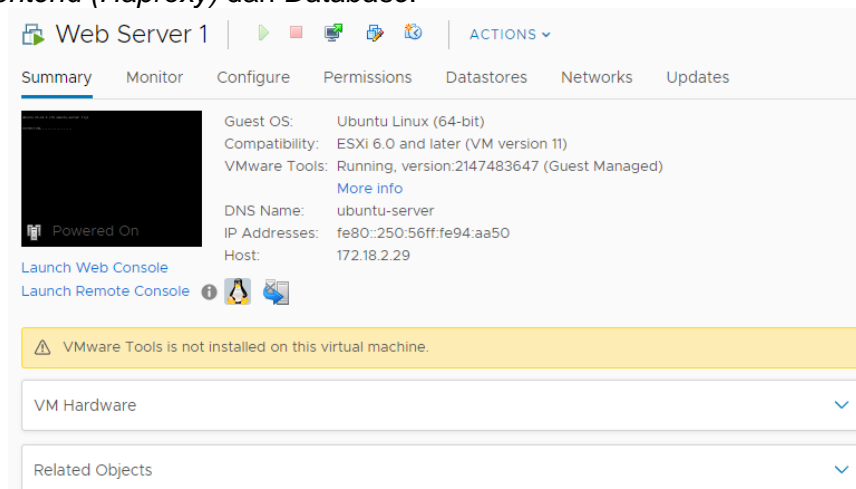 (Haproxy) dan Database.
Web Server 1
ACTIONS
Summary Monitor Configure Permissions Datastores Networks Updates
Guest OS: Ubuntu Linux (64-bit)
Compatibility: ESXi 6.0 and later (VM version 11)
VMware Tools: Running, version:2147483647 (Guest Managed)
More info
DNS Name: ubuntu-server
IP Addresses: fe80::250:56ff:fe94:aa50
Host: 172.18.2.29
Powered On
Launch Web Console
Launch Remote Console
VMware Tools is not installed on this virtual machine.
VM Hardware
Related Objects